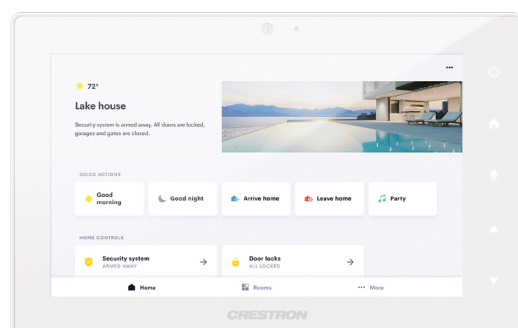 72°
Lake house
Security system is armed away. All doors are locked,
garages and gates are closed.
QUICK ACTIONS
Good
morning
Good night
Arrive home
Leave home
Party
HOME CONTROLS
Security system
ARMED AWAY
Door locks
ALL LOCKED
Home
Rooms
More
CRESTRON